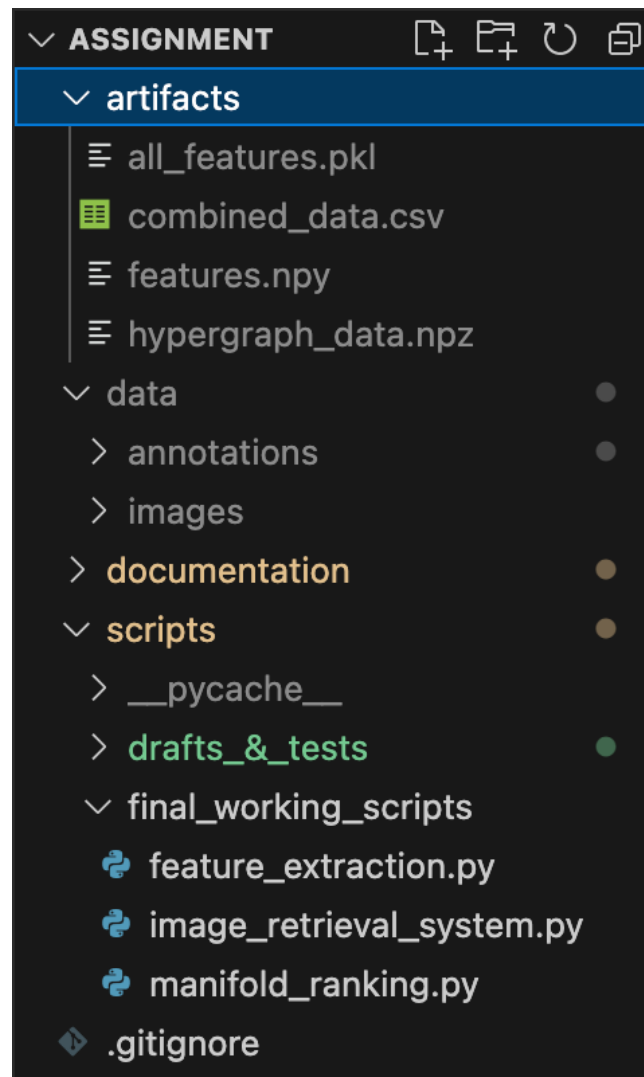 ASSIGNMENT
artifacts
all_features.pkl
combined_data.csv
features.npy
hypergraph_data.npz
data
annotations
images
documentation
scripts
__pycache__
drafts_&_tests
final_working_scripts
feature_extraction.py
image_retrieval_system.py
manifold_ranking.py
.gitignore